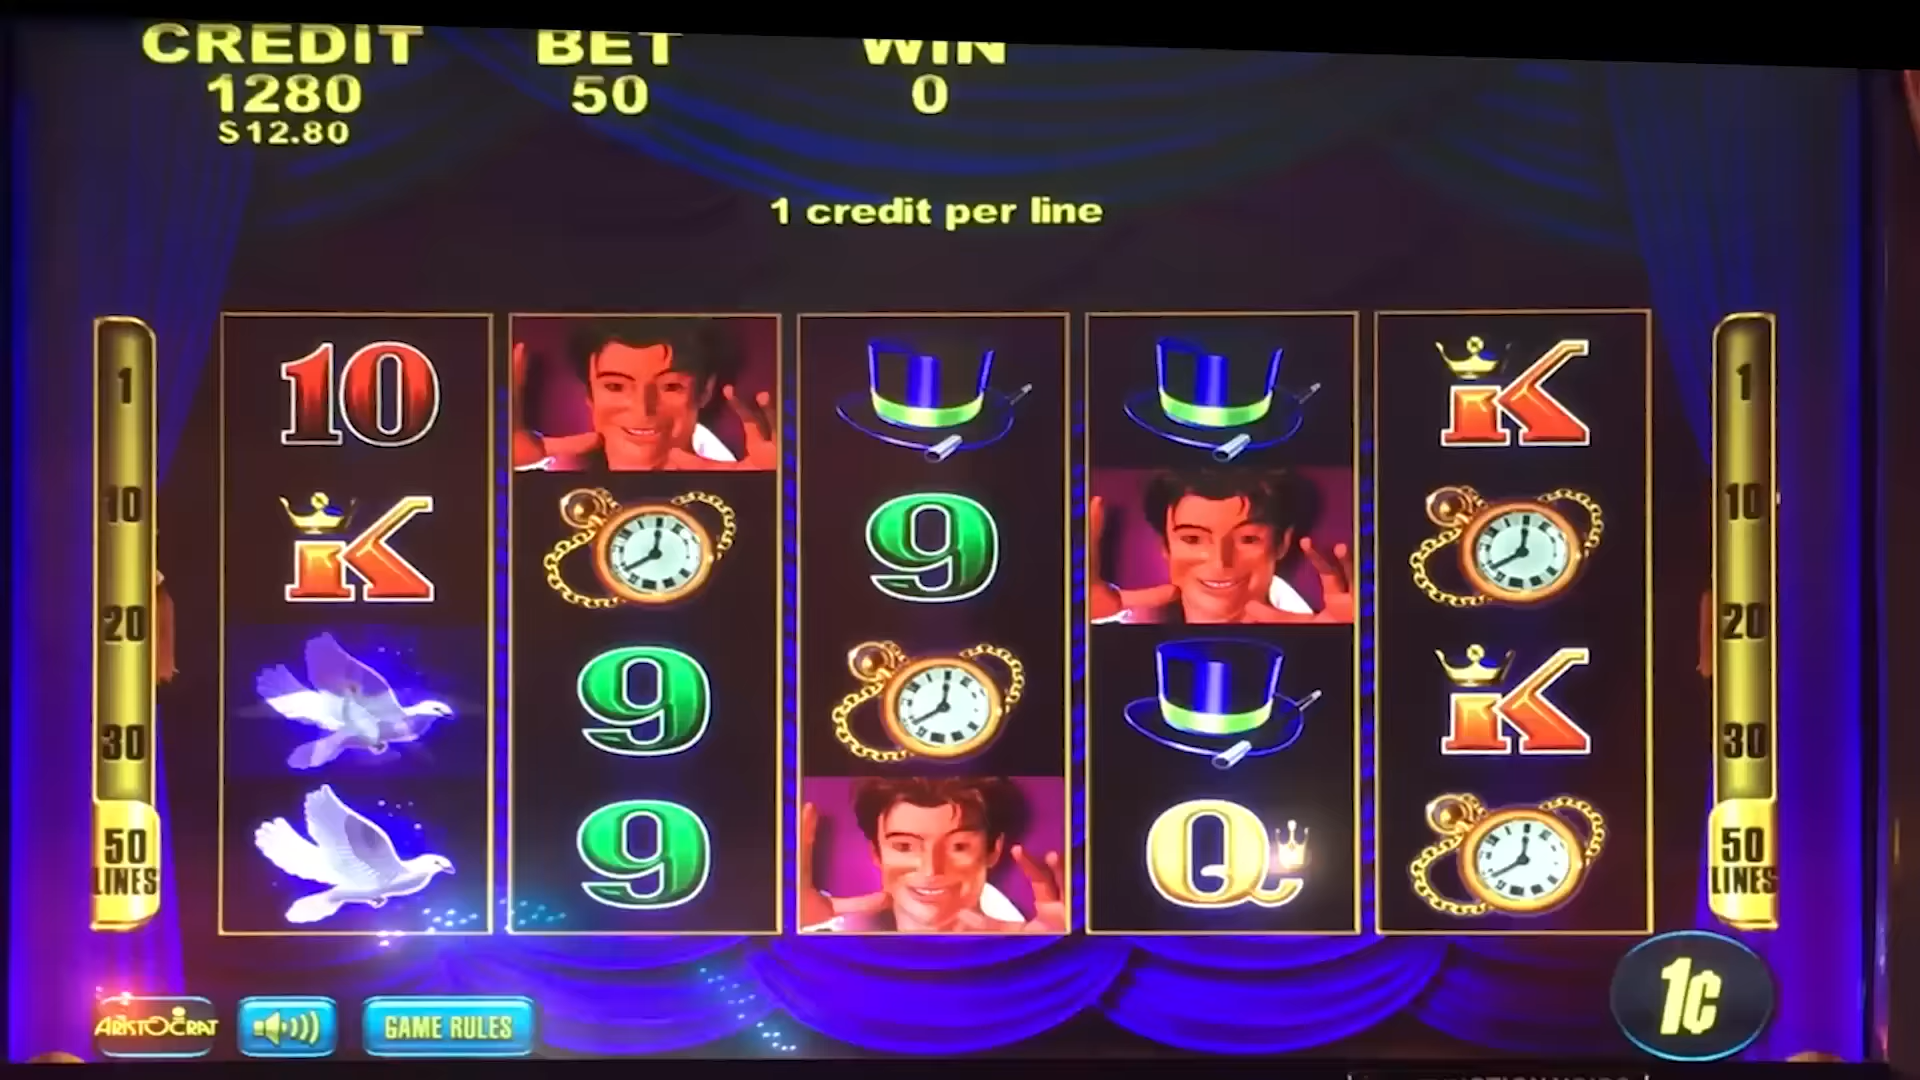 CREDIT BET WIN
1280 50 0
$12.80
1 credit per line
10 K
1 1
K 9
10 10
20 20
9 K
30 30
9 Q
50 50
LINES LINES
ARISTOCRAT GAME RULES 1¢